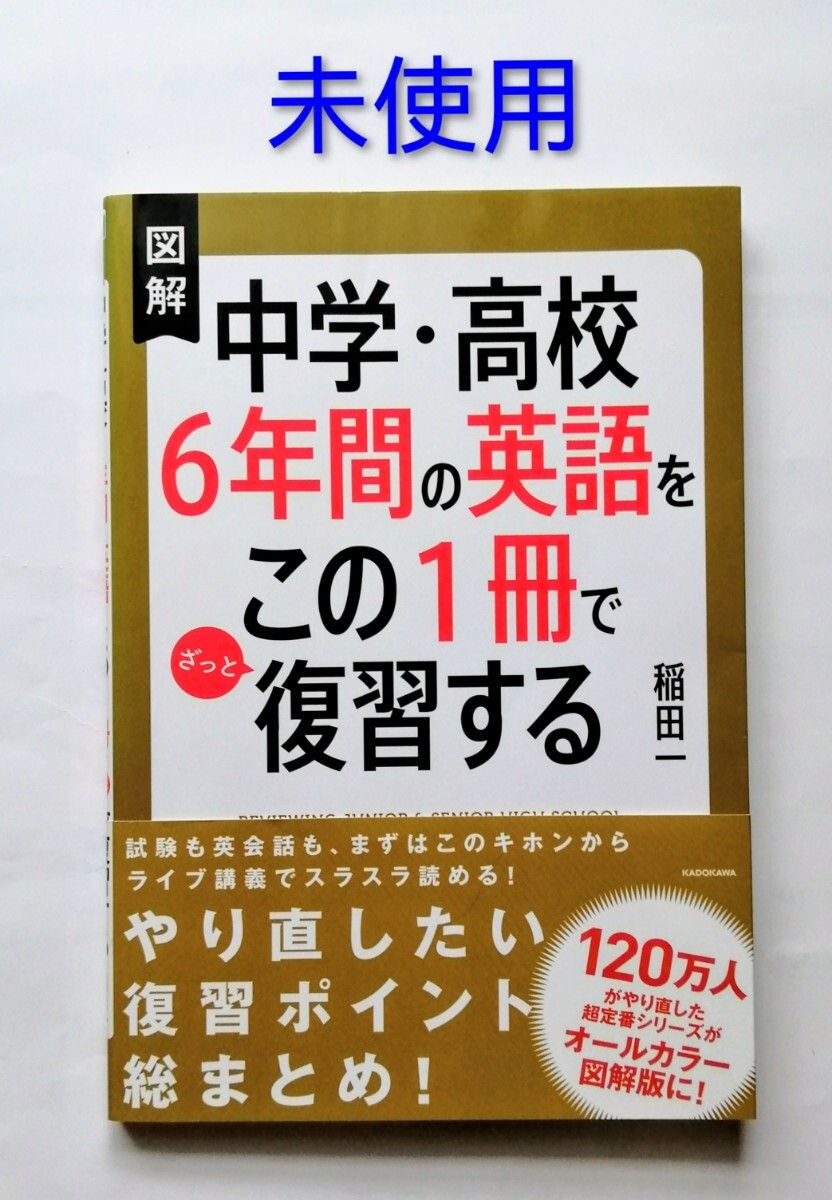 未使用
図解
中学・高校
6年間の英語を
この1冊で
ざっと
復習する
稲田一
REVIEWING JUNIOR & SENIOR HIGH SCHOOL
試験も英会話も、まずはこのキホンから
ライブ講義でスラスラ読める!
やり直したい
復習ポイント
総まとめ!
KADOKAWA
120万人
がやり直した
超定番シリーズが
オールカラー
図解版に!